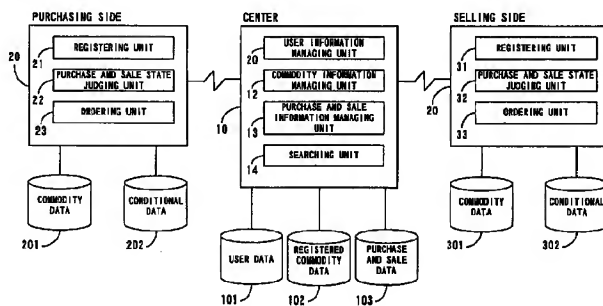 PURCHASING SIDE
20
21
REGISTERING UNIT
22
PURCHASE AND SALE STATE
JUDGING UNIT
23
ORDERING UNIT
COMMODITY
DATA
201
CONDITIONAL
DATA
202
CENTER
10
20
USER INFORMATION
MANAGING UNIT
12
COMMODITY INFORMATION
MANAGING UNIT
13
PURCHASE AND SALE
INFORMATION MANAGING
UNIT
14
SEARCHING UNIT
USER DATA
101
REGISTERED
COMMODITY
DATA
102
PURCHASE
AND SALE
DATA
103
SELLING SIDE
20
31
REGISTERING UNIT
32
PURCHASE AND SALE STATE
JUDGING UNIT
33
ORDERING UNIT
COMMODITY
DATA
301
CONDITIONAL
DATA
302